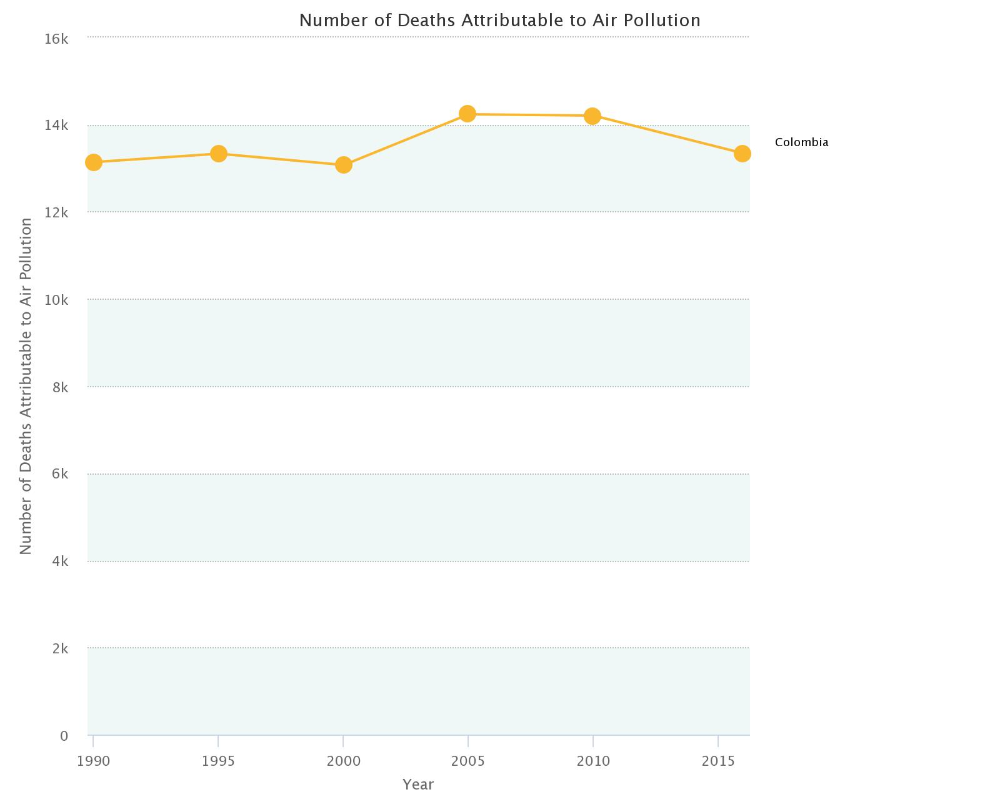 Number of Deaths Attributable to Air Pollution
16k
14k
12k
10k
8k
6k
4k
2k
0
Number of Deaths Attributable to Air Pollution
Colombia
1990 1995 2000 2005 2010 2015
Year